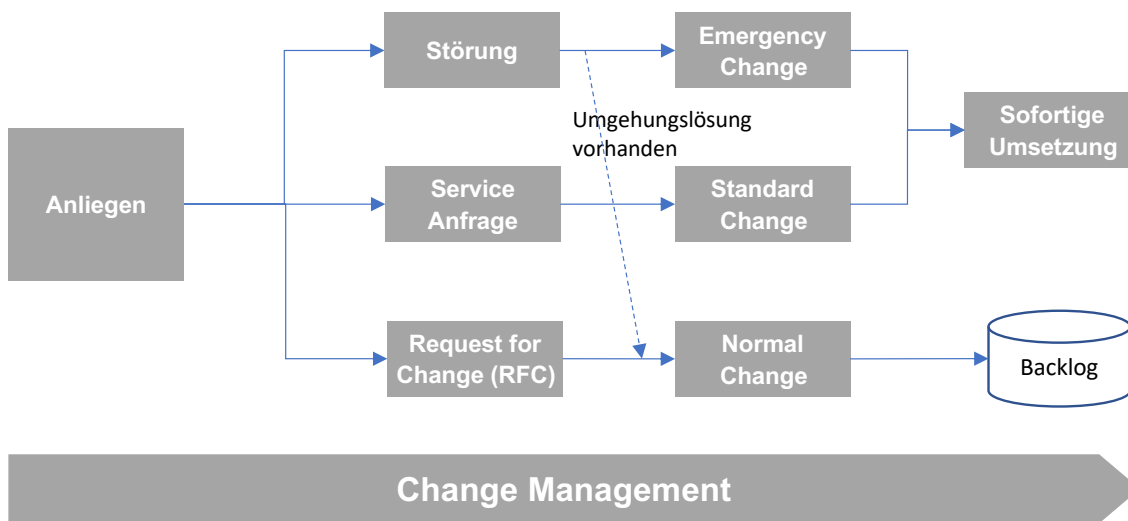 Anliegen
Störung
Emergency
Change
Umgehungslösung
vorhanden
Sofortige
Umsetzung
Service
Anfrage
Standard
Change
Request for
Change (RFC)
Normal
Change
Backlog
Change Management